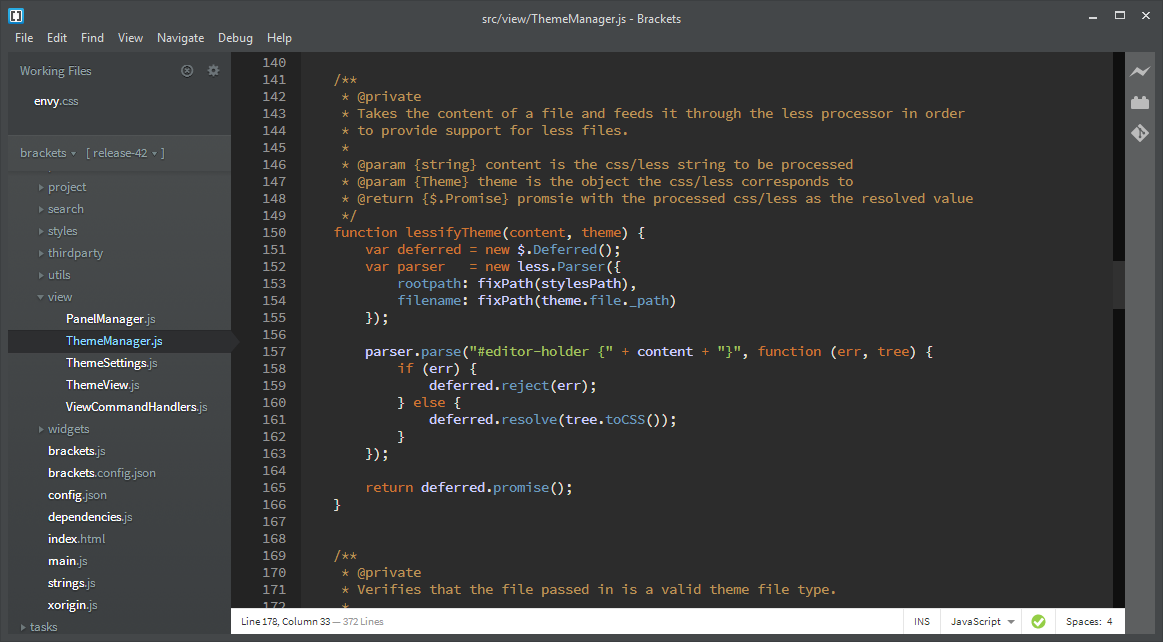 src/view/ThemeManager.js - Brackets
File Edit Find View Navigate Debug Help
Working Files
envy.css
brackets [ release-42 ]
project
search
styles
thirdparty
utils
view
PanelManager.js
ThemeManager.js
ThemeSettings.js
ThemeView.js
ViewCommandHandlers.js
widgets
brackets.js
brackets.config.json
config.json
dependencies.js
index.html
main.js
strings.js
xorigin.js
tasks
140
141 /**
142 * @private
143 * Takes the content of a file and feeds it through the less processor in order
144 * to provide support for less files.
145 *
146 * @param {string} content is the css/less string to be processed
147 * @param {Theme} theme is the object the css/less corresponds to
148 * @return {$.Promise} promsie with the processed css/less as the resolved value
149 */
150 function lessifyTheme(content, theme) {
151 var deferred = new $.Deferred();
152 var parser   = new less.Parser({
153 rootpath: fixPath(stylesPath),
154 filename: fixPath(theme.file._path)
155 });
156
157 parser.parse("#editor-holder {" + content + "}", function (err, tree) {
158 if (err) {
159 deferred.reject(err);
160 } else {
161 deferred.resolve(tree.toCSS());
162 }
163 });
164
165 return deferred.promise();
166 }
167
168
169 /**
170 * @private
171 * Verifies that the file passed in is a valid theme file type.
172 *
Line 178, Column 33 — 372 Lines
INS JavaScript Spaces: 4